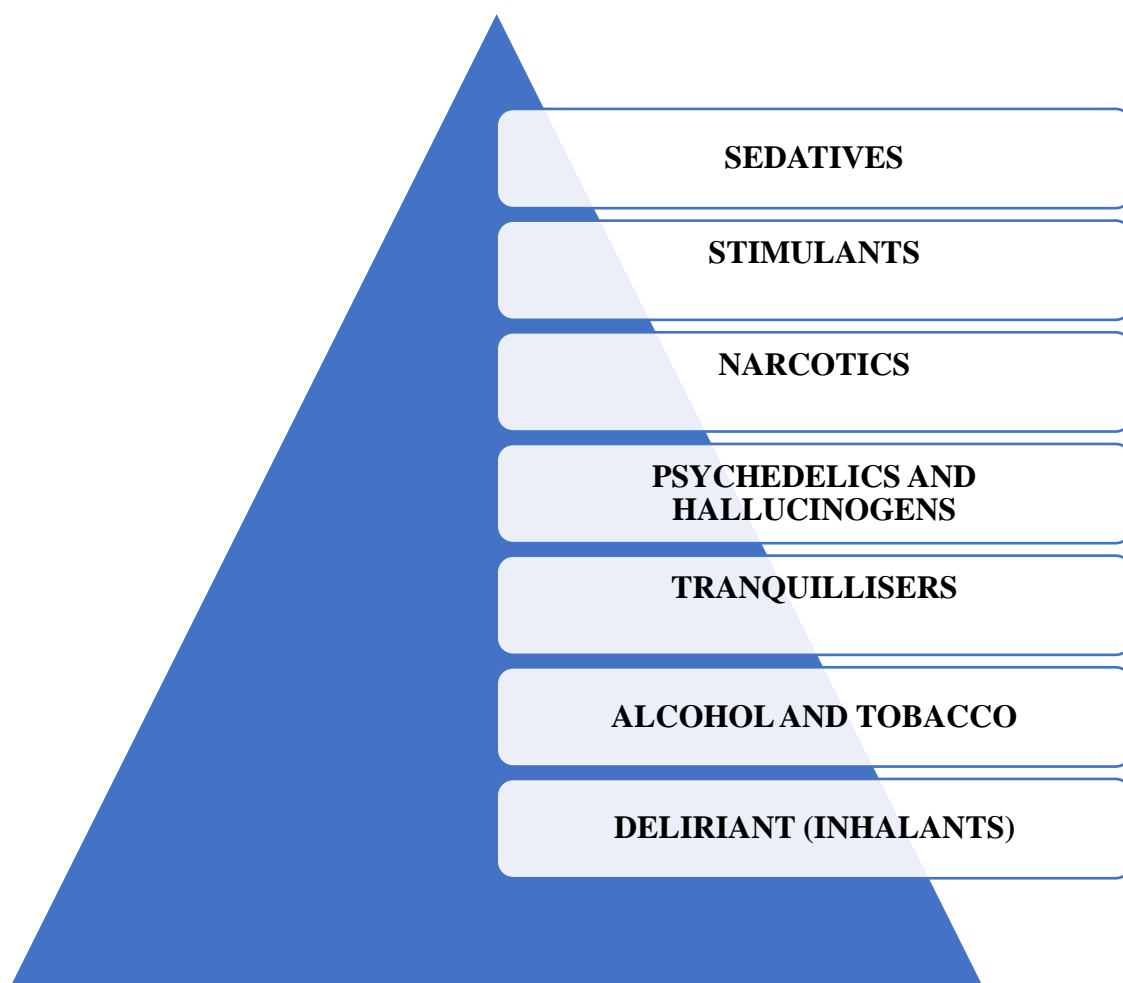 SEDATIVES
STIMULANTS
NARCOTICS
PSYCHEDELICS AND
HALLUCINOGENS
TRANQUILLISERS
ALCOHOL AND TOBACCO
DELIRIANT (INHALANTS)